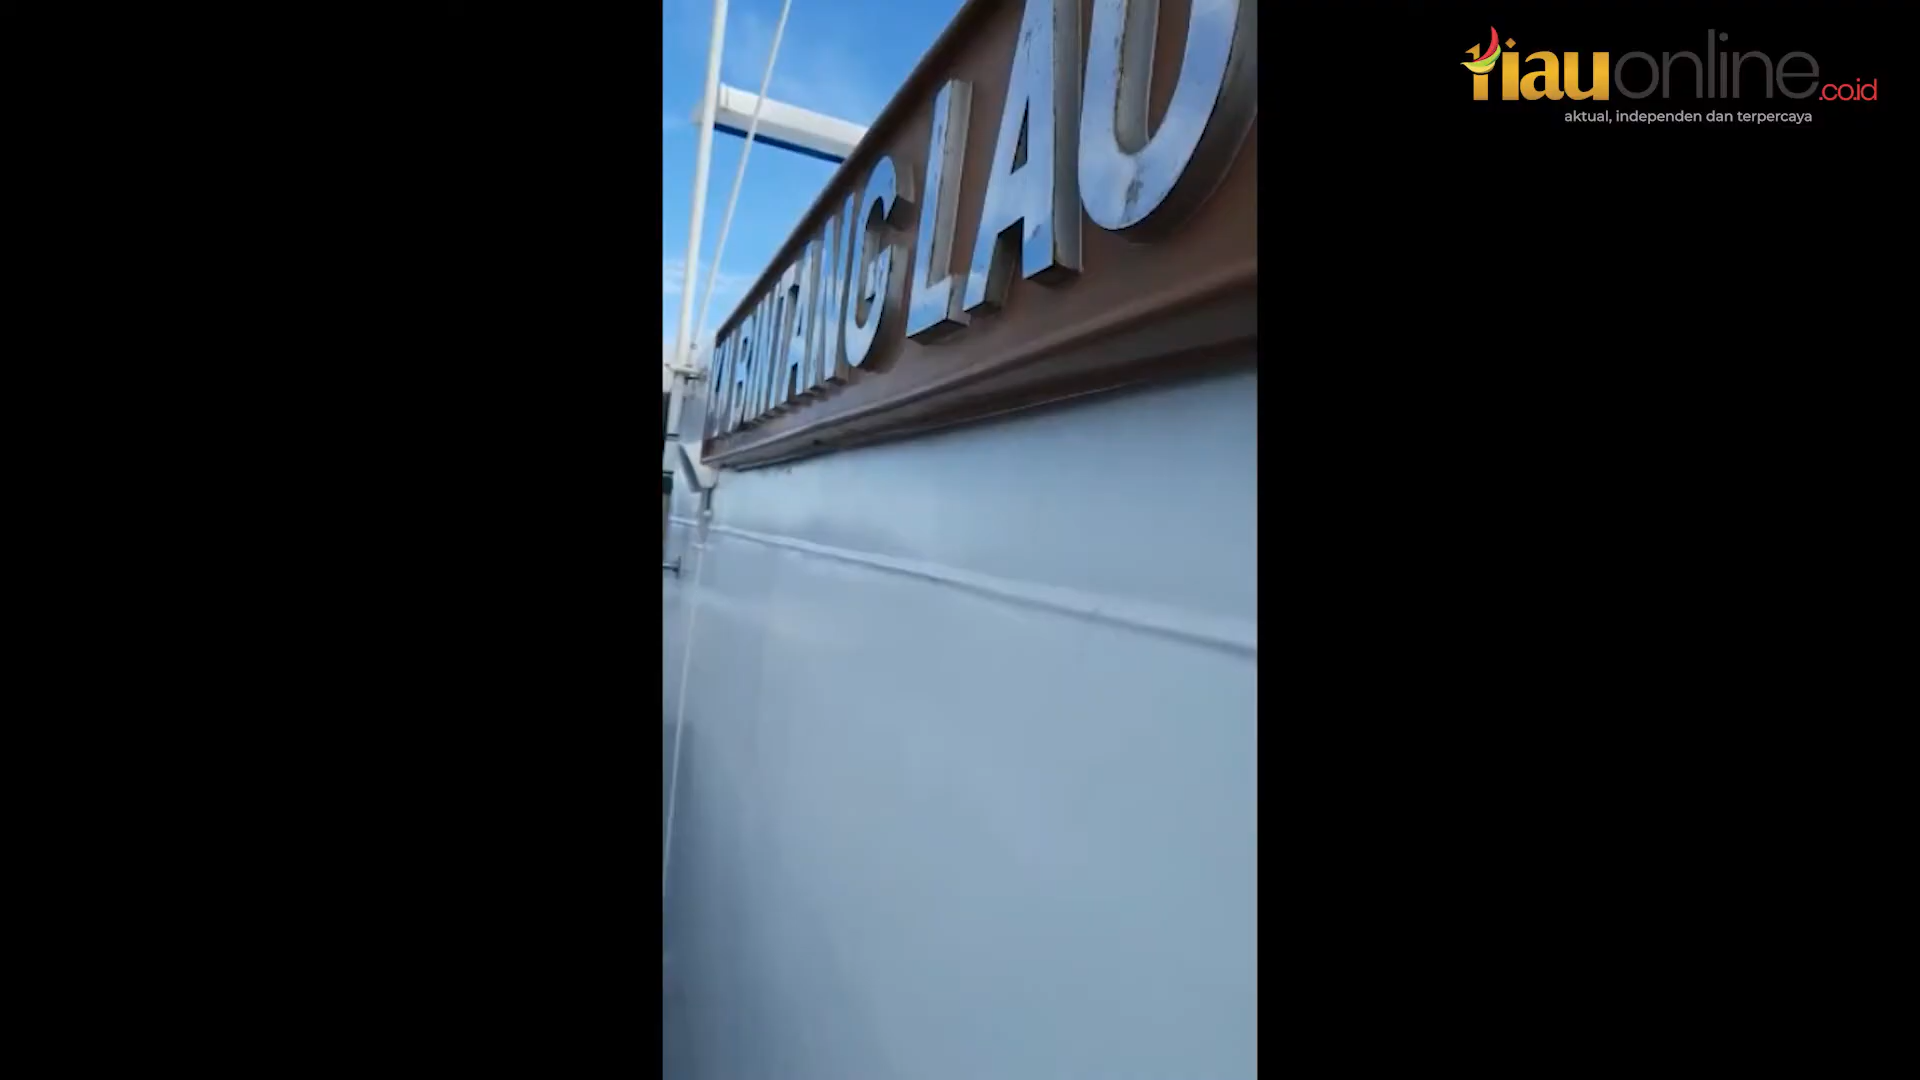 riauonline.co.id
aktual, independen dan terpercaya
BINTANG LAU